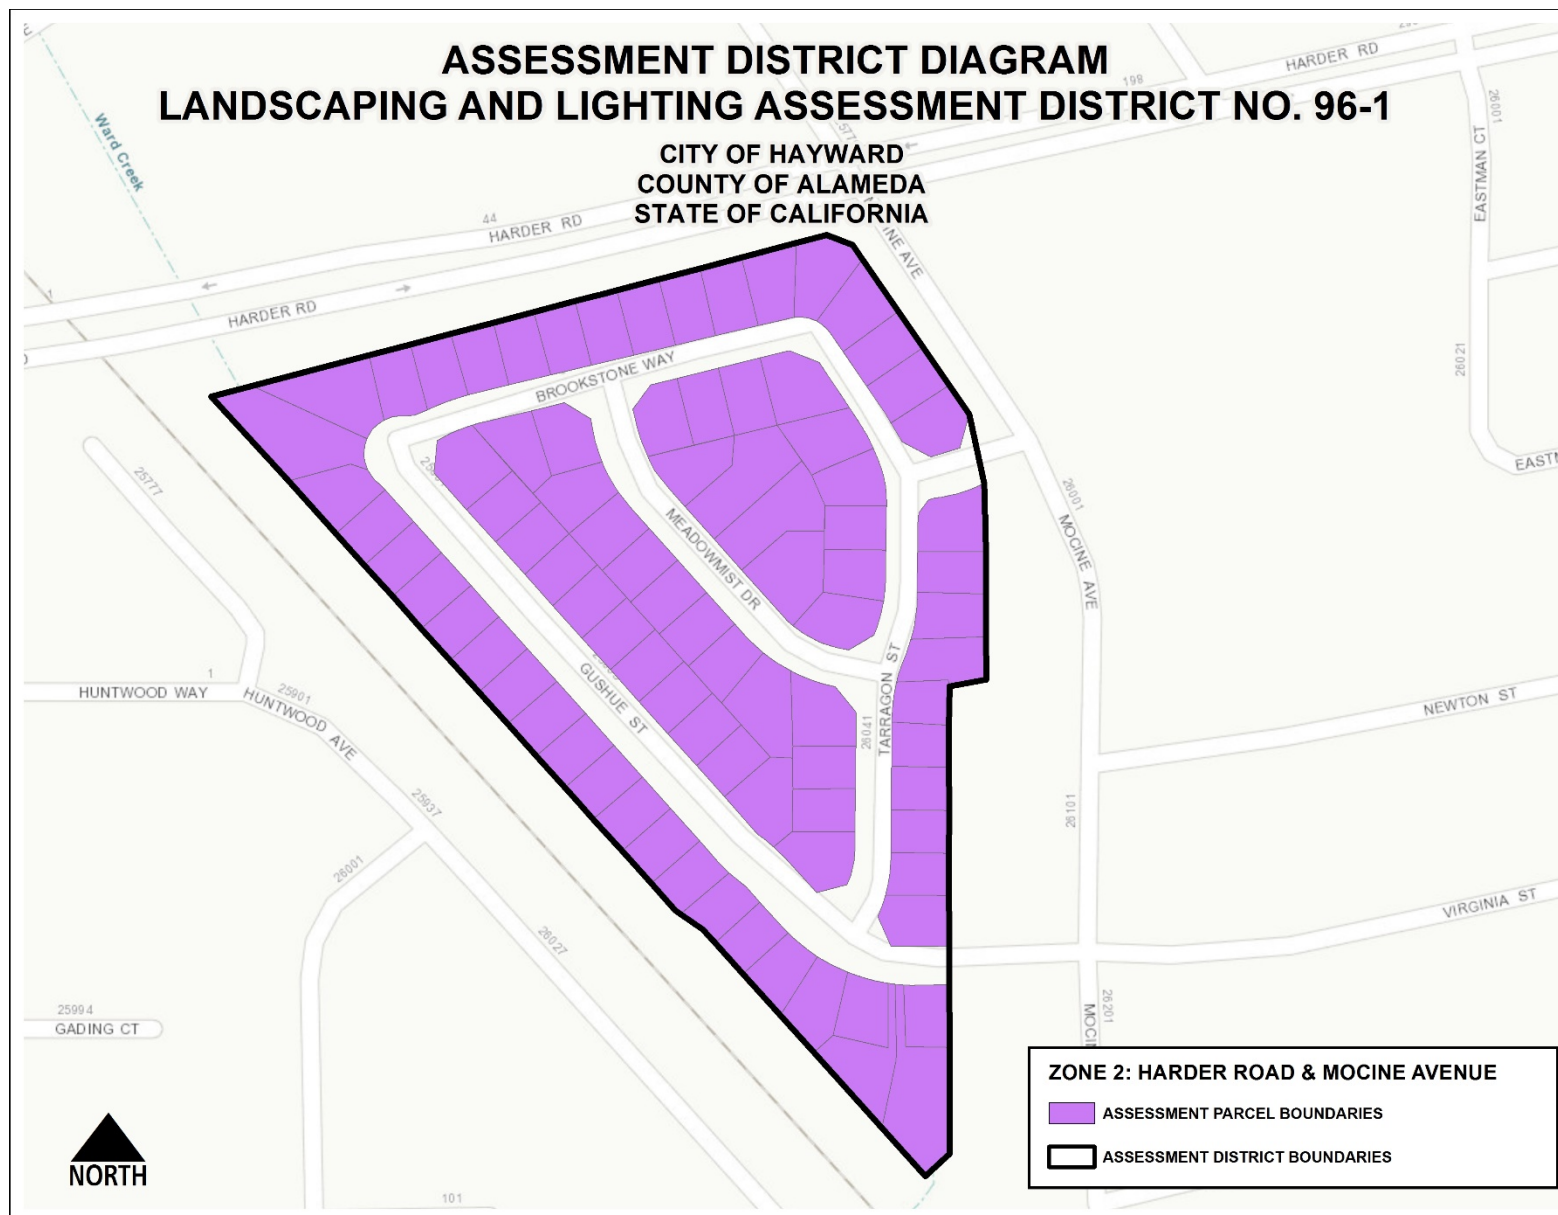 ASSESSMENT DISTRICT DIAGRAM
LANDSCAPING AND LIGHTING ASSESSMENT DISTRICT NO. 96-1
CITY OF HAYWARD
COUNTY OF ALAMEDA
STATE OF CALIFORNIA
HARDER RD
198
26001
EASTMAN CT
Ward Creek
44
HARDER RD
INE AVE
1
HARDER RD
26021
BROOKSTONE WAY
25777
26001
MOCINE AVE
MEADOWMIST DR
GUSHUE ST
TARRAGON ST
26041
1
HUNTWOOD WAY
25901
HUNTWOOD AVE
NEWTON ST
25937
26101
26001
VIRGINIA ST
26027
26201
25994
GADING CT
101
ZONE 2: HARDER ROAD & MOCINE AVENUE
ASSESSMENT PARCEL BOUNDARIES
ASSESSMENT DISTRICT BOUNDARIES
NORTH